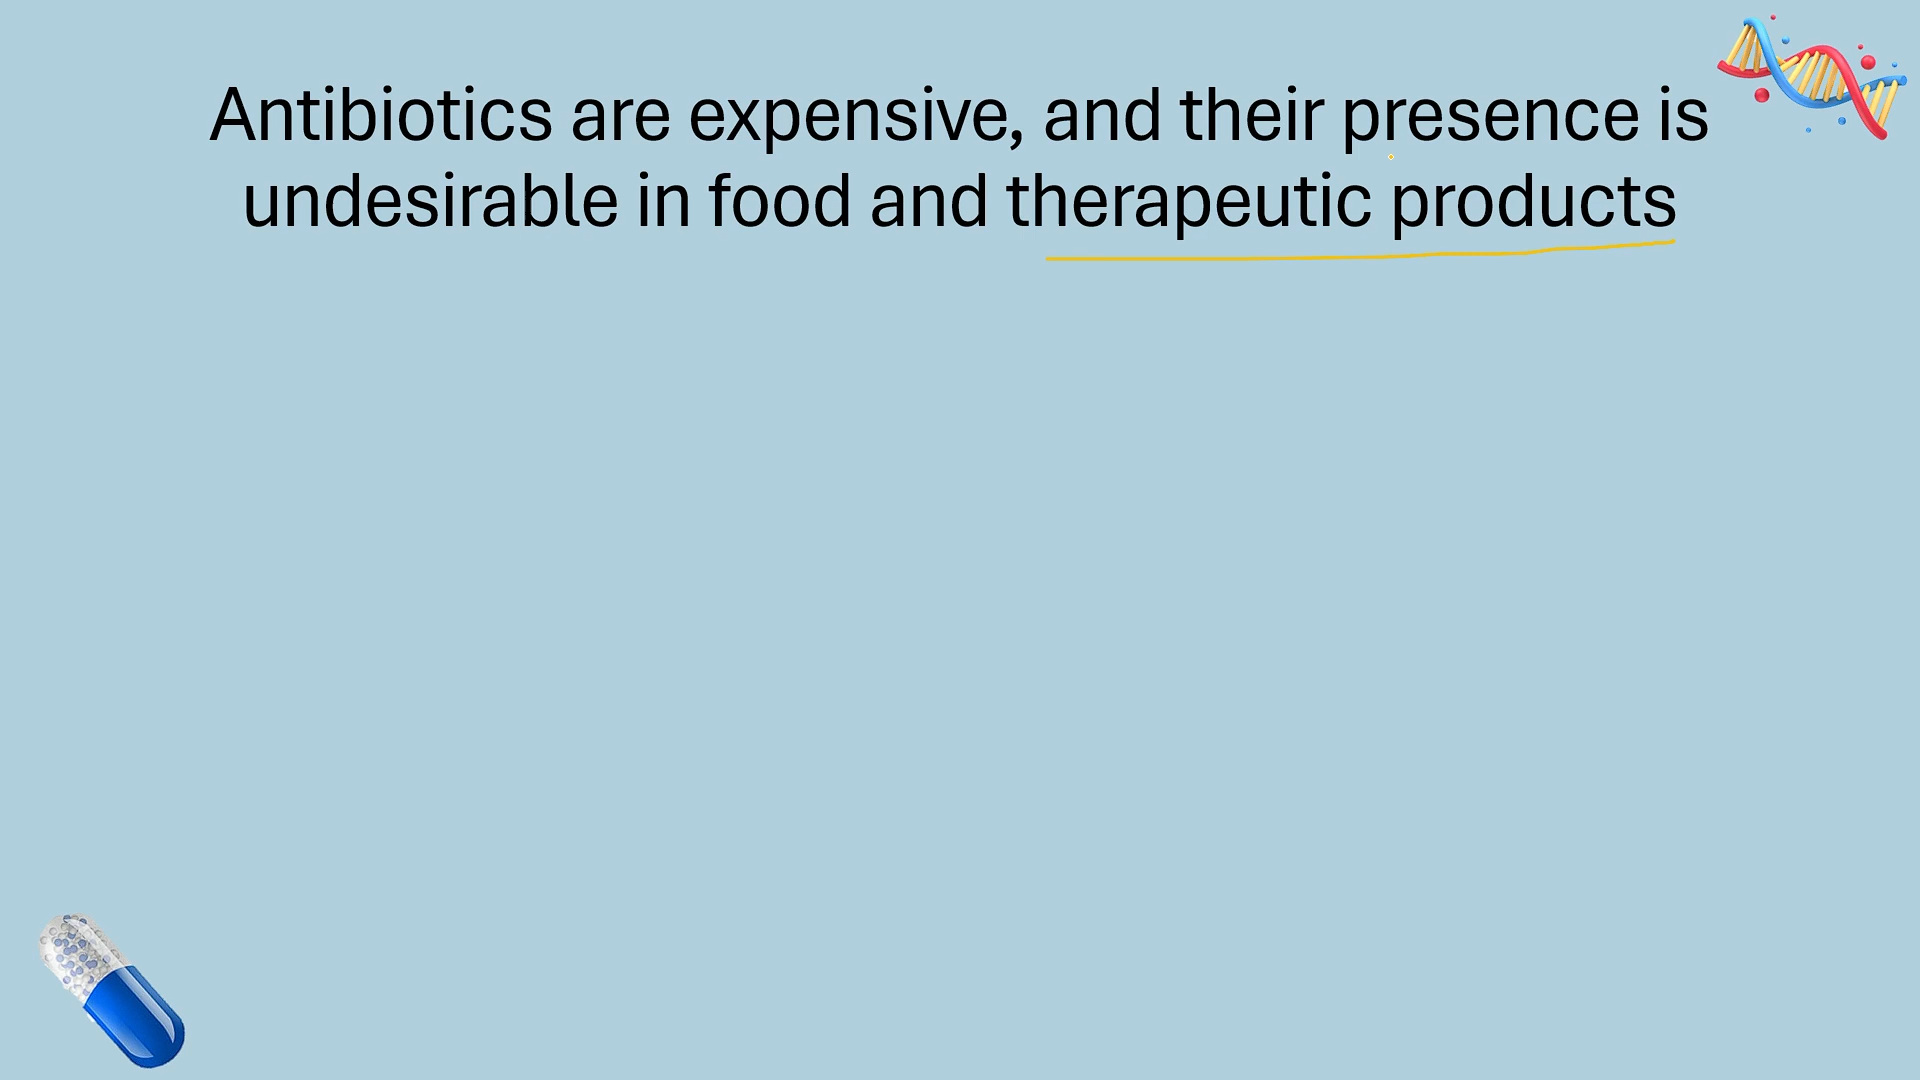 Antibiotics are expensive, and their presence is
undesirable in food and therapeutic products